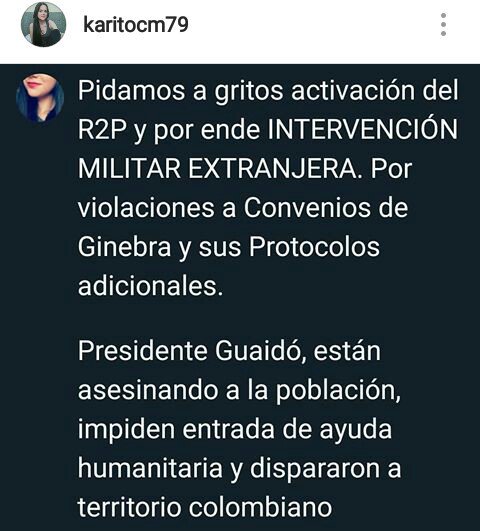 karitocm79
Pidamos a gritos activación del
R2P y por ende INTERVENCIÓN
MILITAR EXTRANJERA. Por
violaciones a Convenios de
Ginebra y sus Protocolos
adicionales.
Presidente Guaidó, están
asesinando a la población,
impiden entrada de ayuda
humanitaria y dispararon a
territorio colombiano